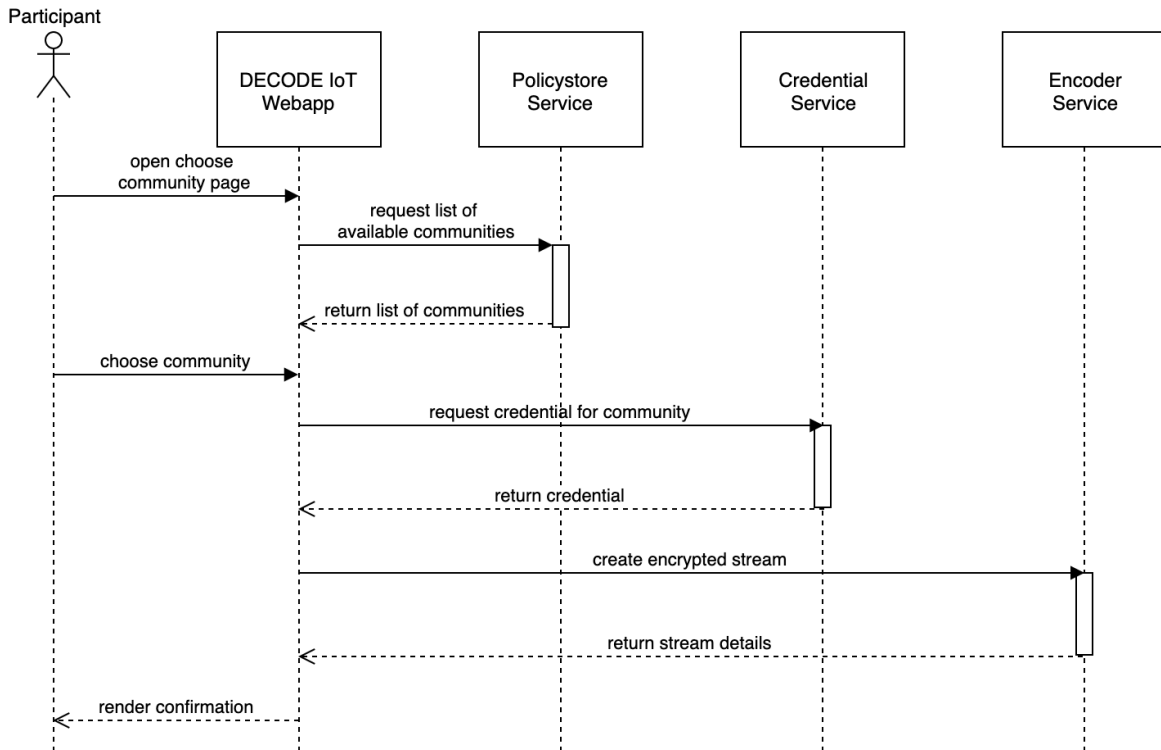 Participant
DECODE IoT
Webapp
Policystore
Service
Credential
Service
Encoder
Service
open choose
community page
request list of
available communities
return list of communities
choose community
request credential for community
return credential
create encrypted stream
return stream details
render confirmation